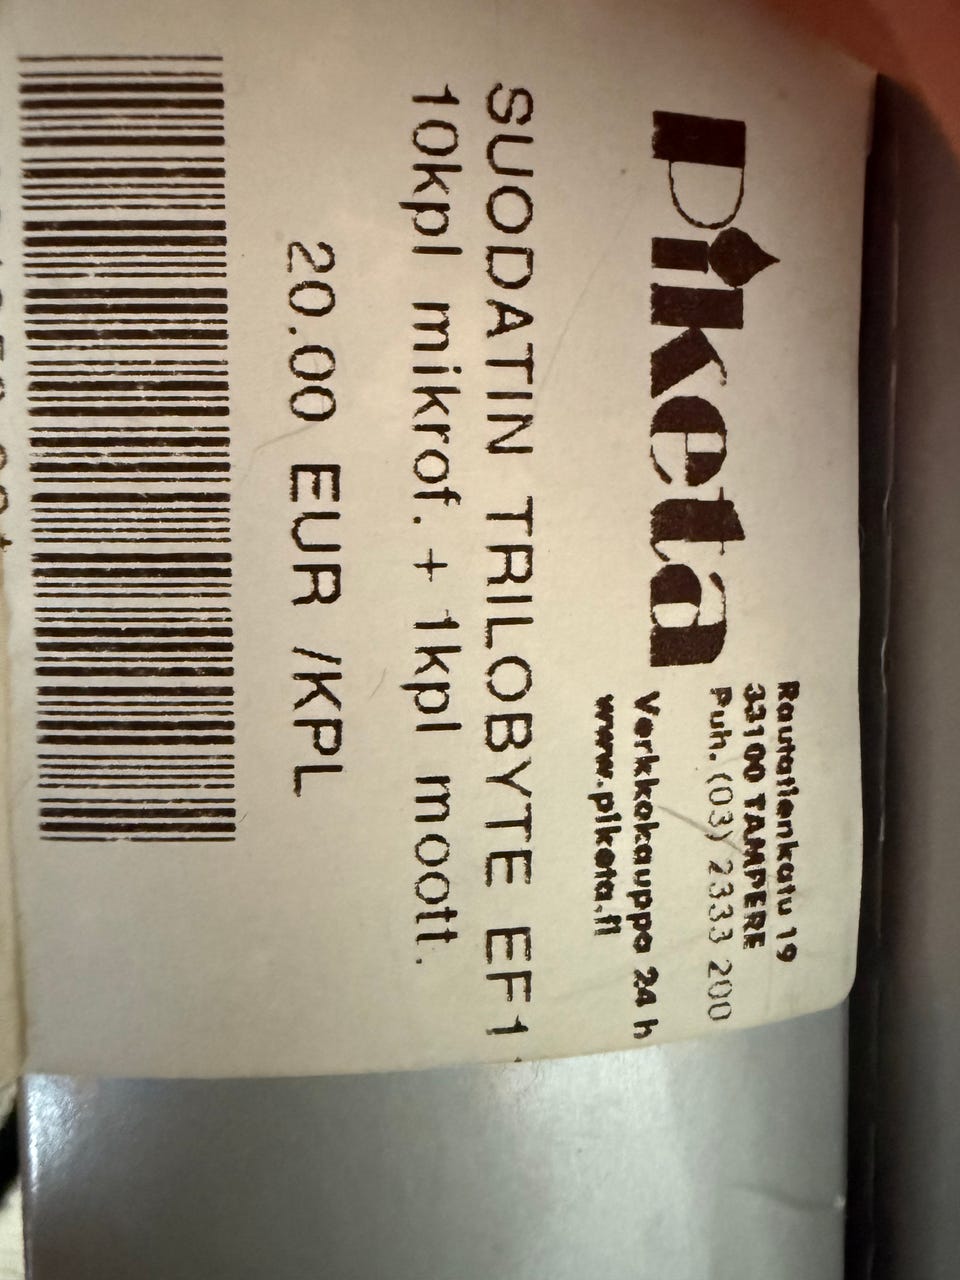 Piketa
Rautatienkatu 19
33100 TAMPERE
Puh. (03) 2333 200
Verkkokauppa 24 h
www.piketa.fi
SUODATIN TRILOBYTE EF1
10kpl mikrof. + 1kpl moott.
20.00 EUR /KPL